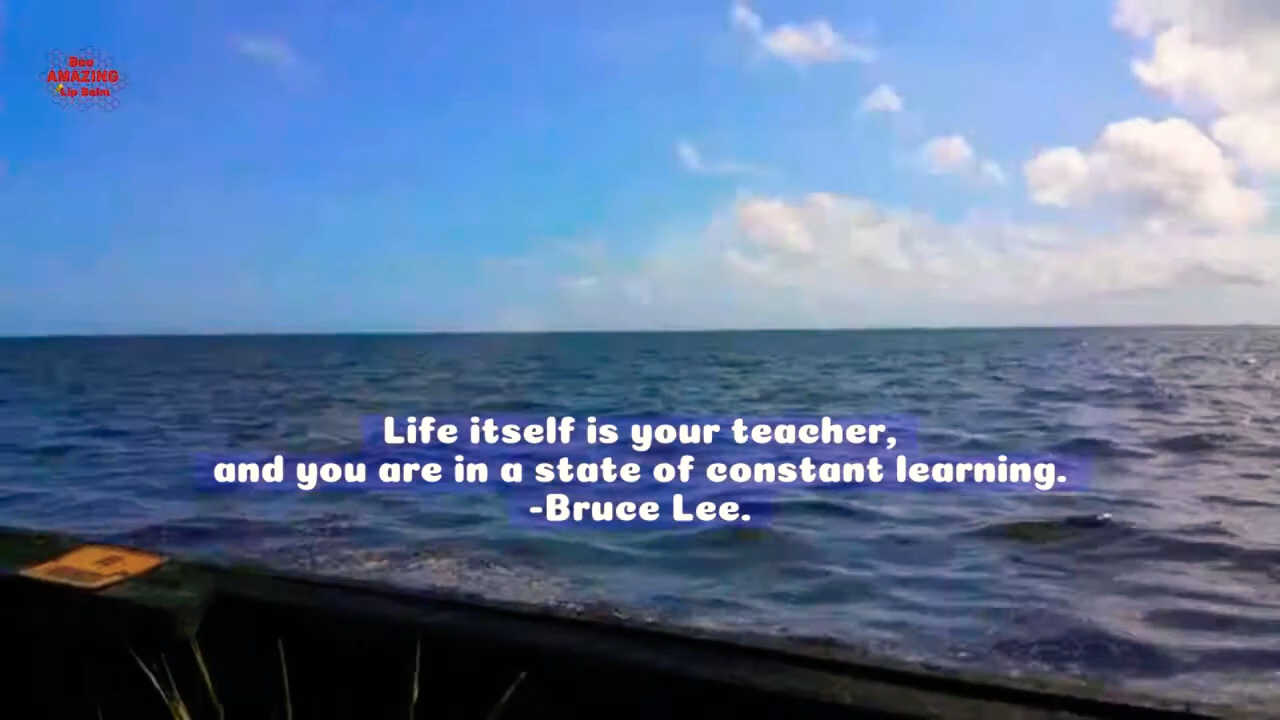 Bee
AMAZING
Lip Balm
Life itself is your teacher,
and you are in a state of constant learning.
-Bruce Lee.